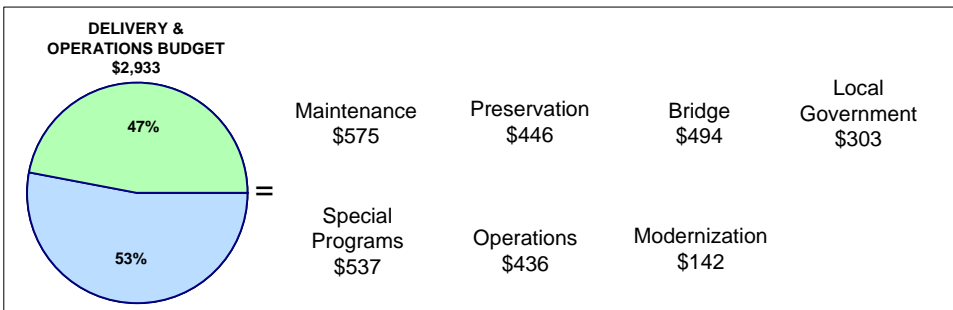 DELIVERY &
OPERATIONS BUDGET
$2,933
47%
53%
=
Maintenance
$575
Preservation
$446
Bridge
$494
Local
Government
$303
Special
Programs
$537
Operations
$436
Modernization
$142